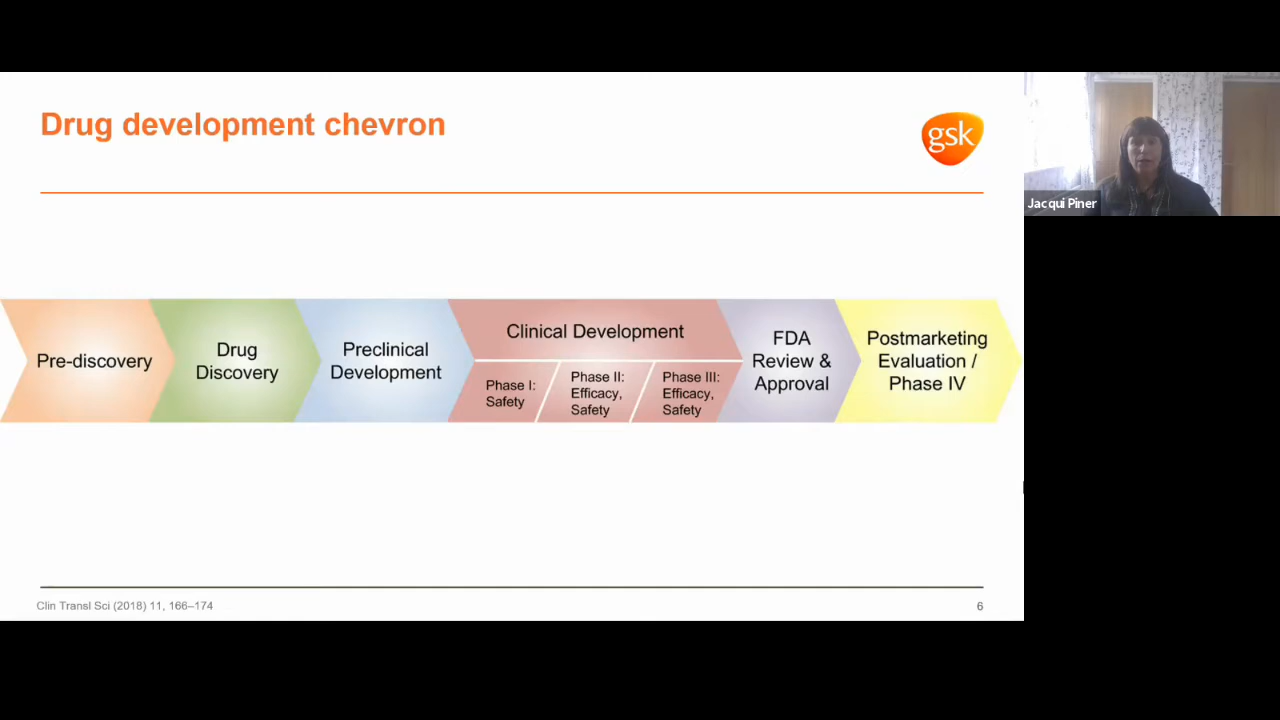 Drug development chevron
gsk
Jacqui Piner
Pre-discovery
Drug
Discovery
Preclinical
Development
Clinical Development
Phase I:
Safety
Phase II:
Efficacy,
Safety
Phase III:
Efficacy,
Safety
FDA
Review &
Approval
Postmarketing
Evaluation /
Phase IV
Clin Transl Sci (2018) 11, 166–174
6